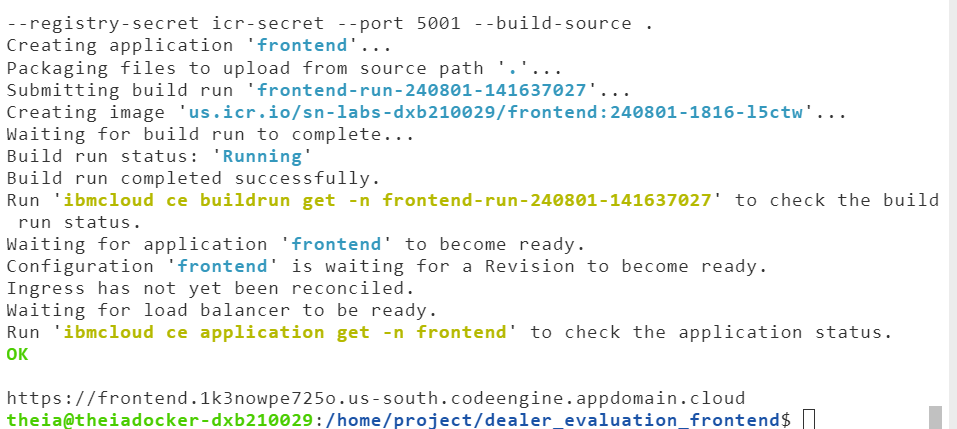 --registry-secret icr-secret --port 5001 --build-source .
Creating application 'frontend'...
Packaging files to upload from source path '.'...
Submitting build run 'frontend-run-240801-141637027'...
Creating image 'us.icr.io/sn-labs-dxb210029/frontend:240801-1816-l5ctw'...
Waiting for build run to complete...
Build run status: 'Running'
Build run completed successfully.
Run 'ibmcloud ce buildrun get -n frontend-run-240801-141637027' to check the build
 run status.
Waiting for application 'frontend' to become ready.
Configuration 'frontend' is waiting for a Revision to become ready.
Ingress has not yet been reconciled.
Waiting for load balancer to be ready.
Run 'ibmcloud ce application get -n frontend' to check the application status.
OK
https://frontend.1k3nowpe725o.us-south.codeengine.appdomain.cloud
theia@theiadocker-dxb210029:/home/project/dealer_evaluation_frontend$